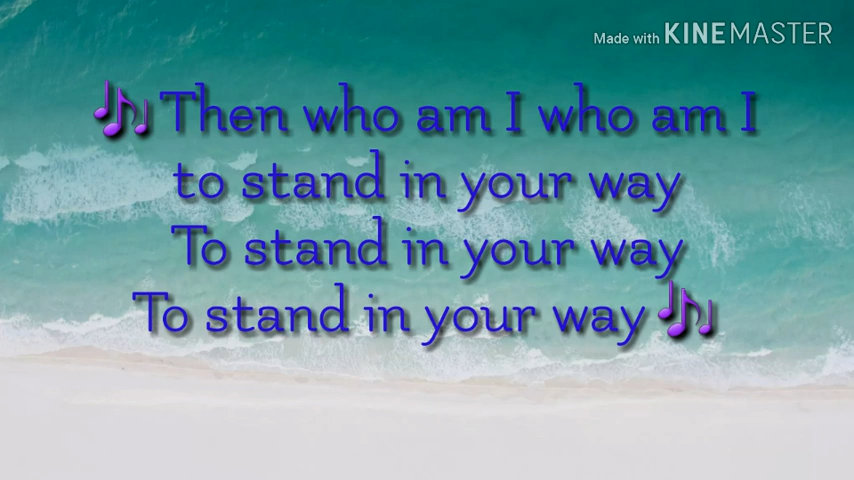 Made with KINEMASTER
🎶 Then who am I who am I
to stand in your way
To stand in your way
To stand in your way 🎶